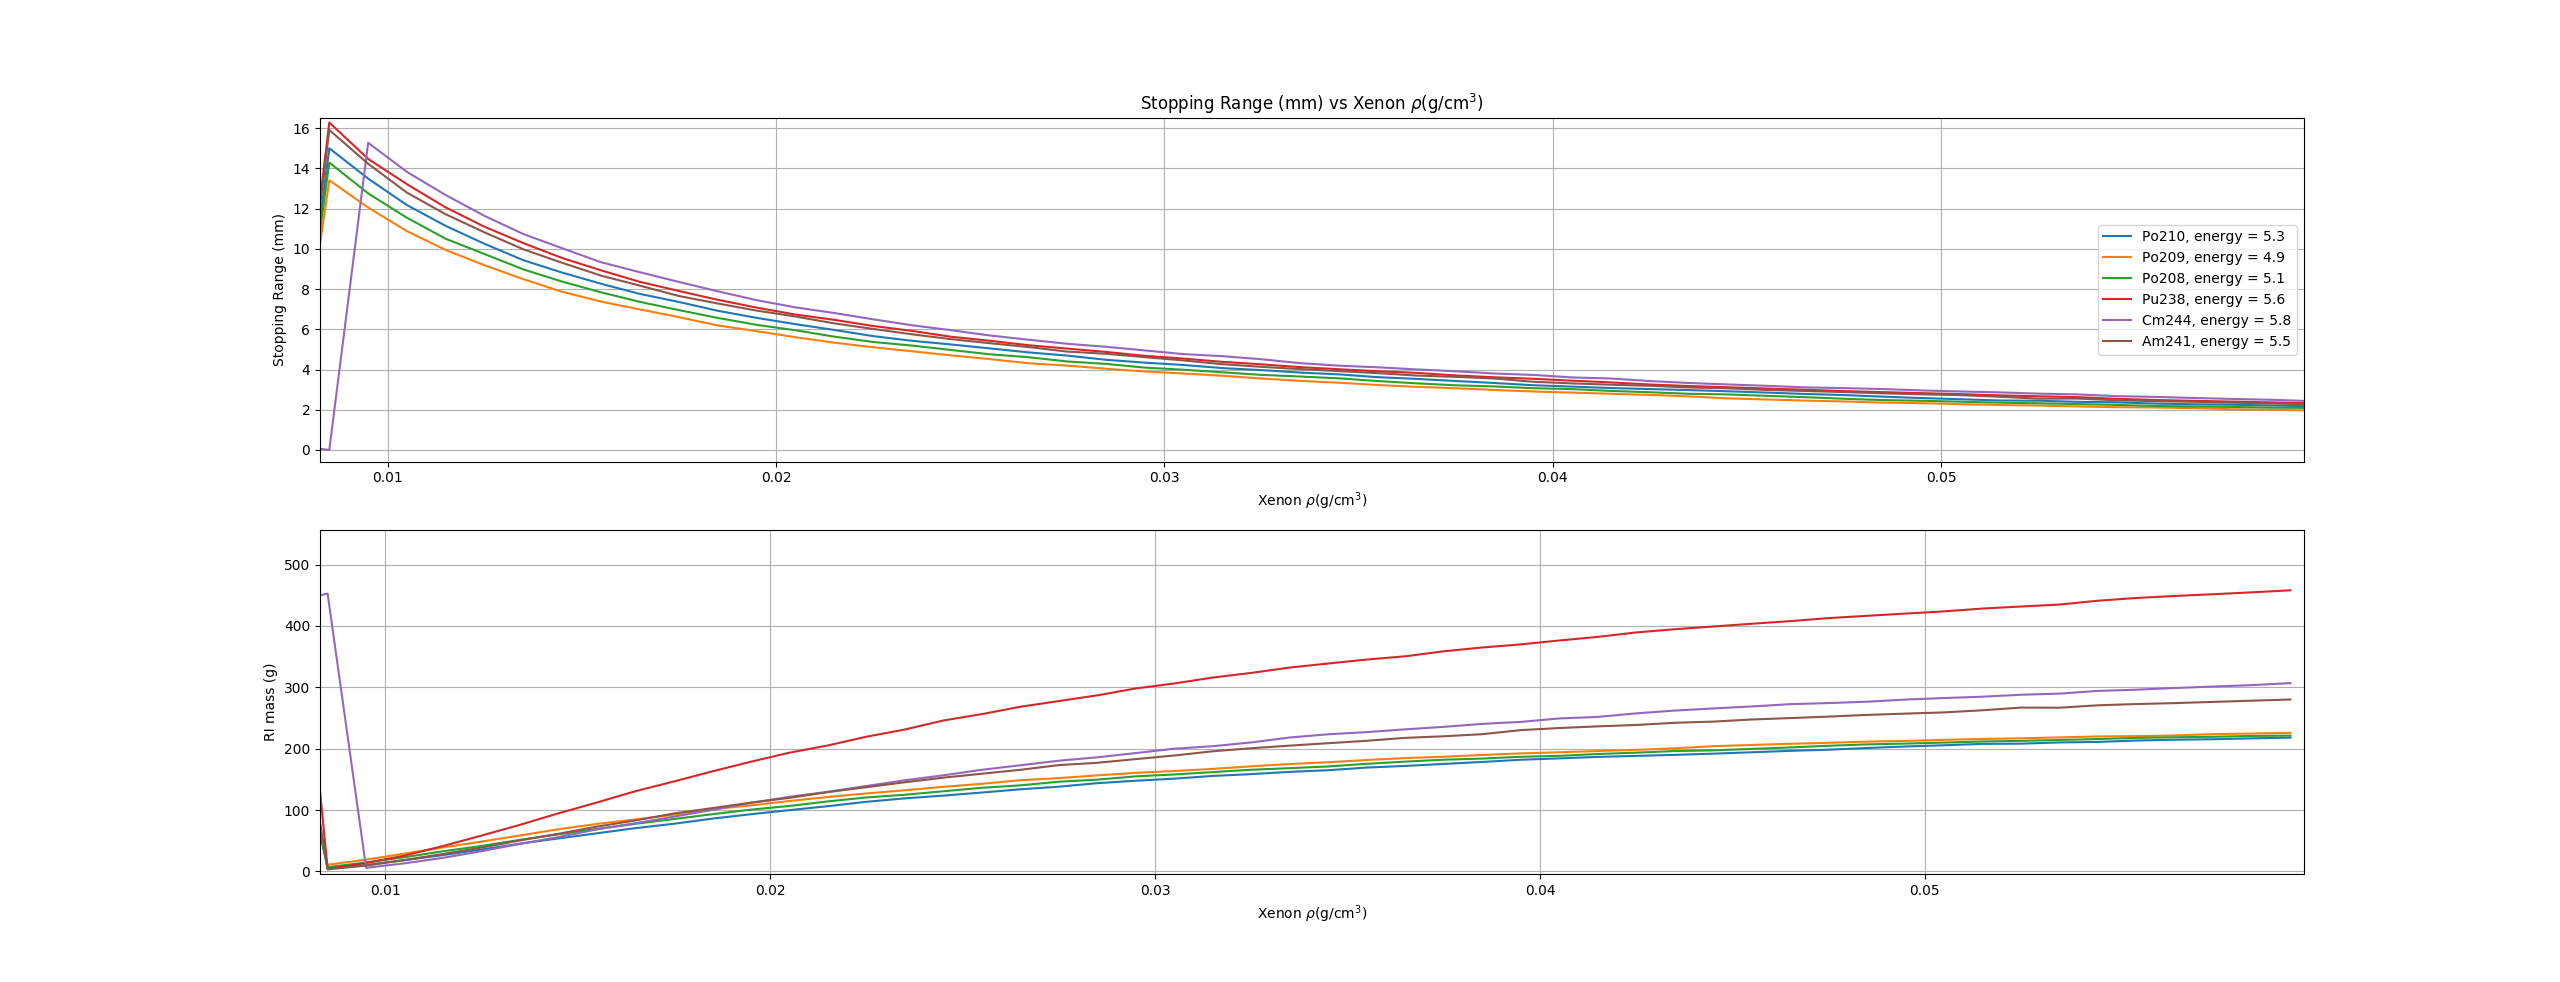 Stopping Range (mm) vs Xenon ρ(g/cm³)
16
14
12
10
8
6
4
2
0
Stopping Range (mm)
Po210, energy = 5.3
Po209, energy = 4.9
Po208, energy = 5.1
Pu238, energy = 5.6
Cm244, energy = 5.8
Am241, energy = 5.5
0.01 0.02 0.03 0.04 0.05
Xenon ρ(g/cm³)
500
400
300
200
100
0
RI mass (g)
0.01 0.02 0.03 0.04 0.05
Xenon ρ(g/cm³)